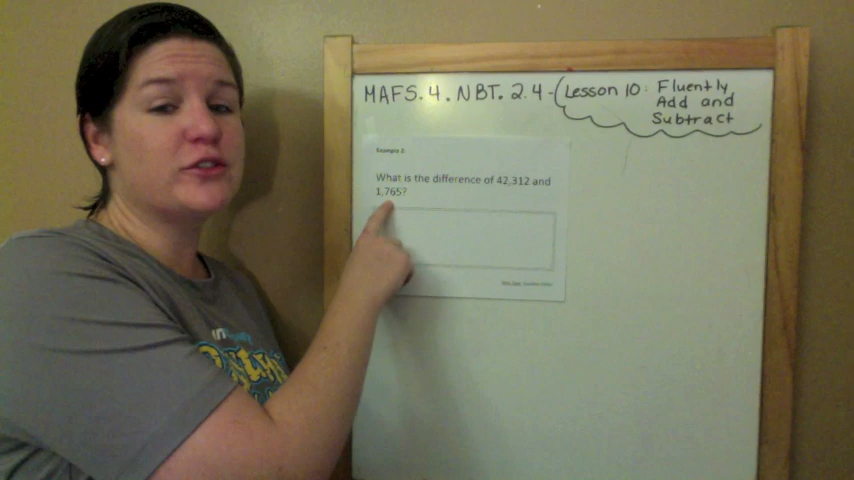 MAFS.4.NBT.2.4 - Lesson 10: Fluently
Add and
Subtract
Example 2
What is the difference of 42,312 and
1,765?